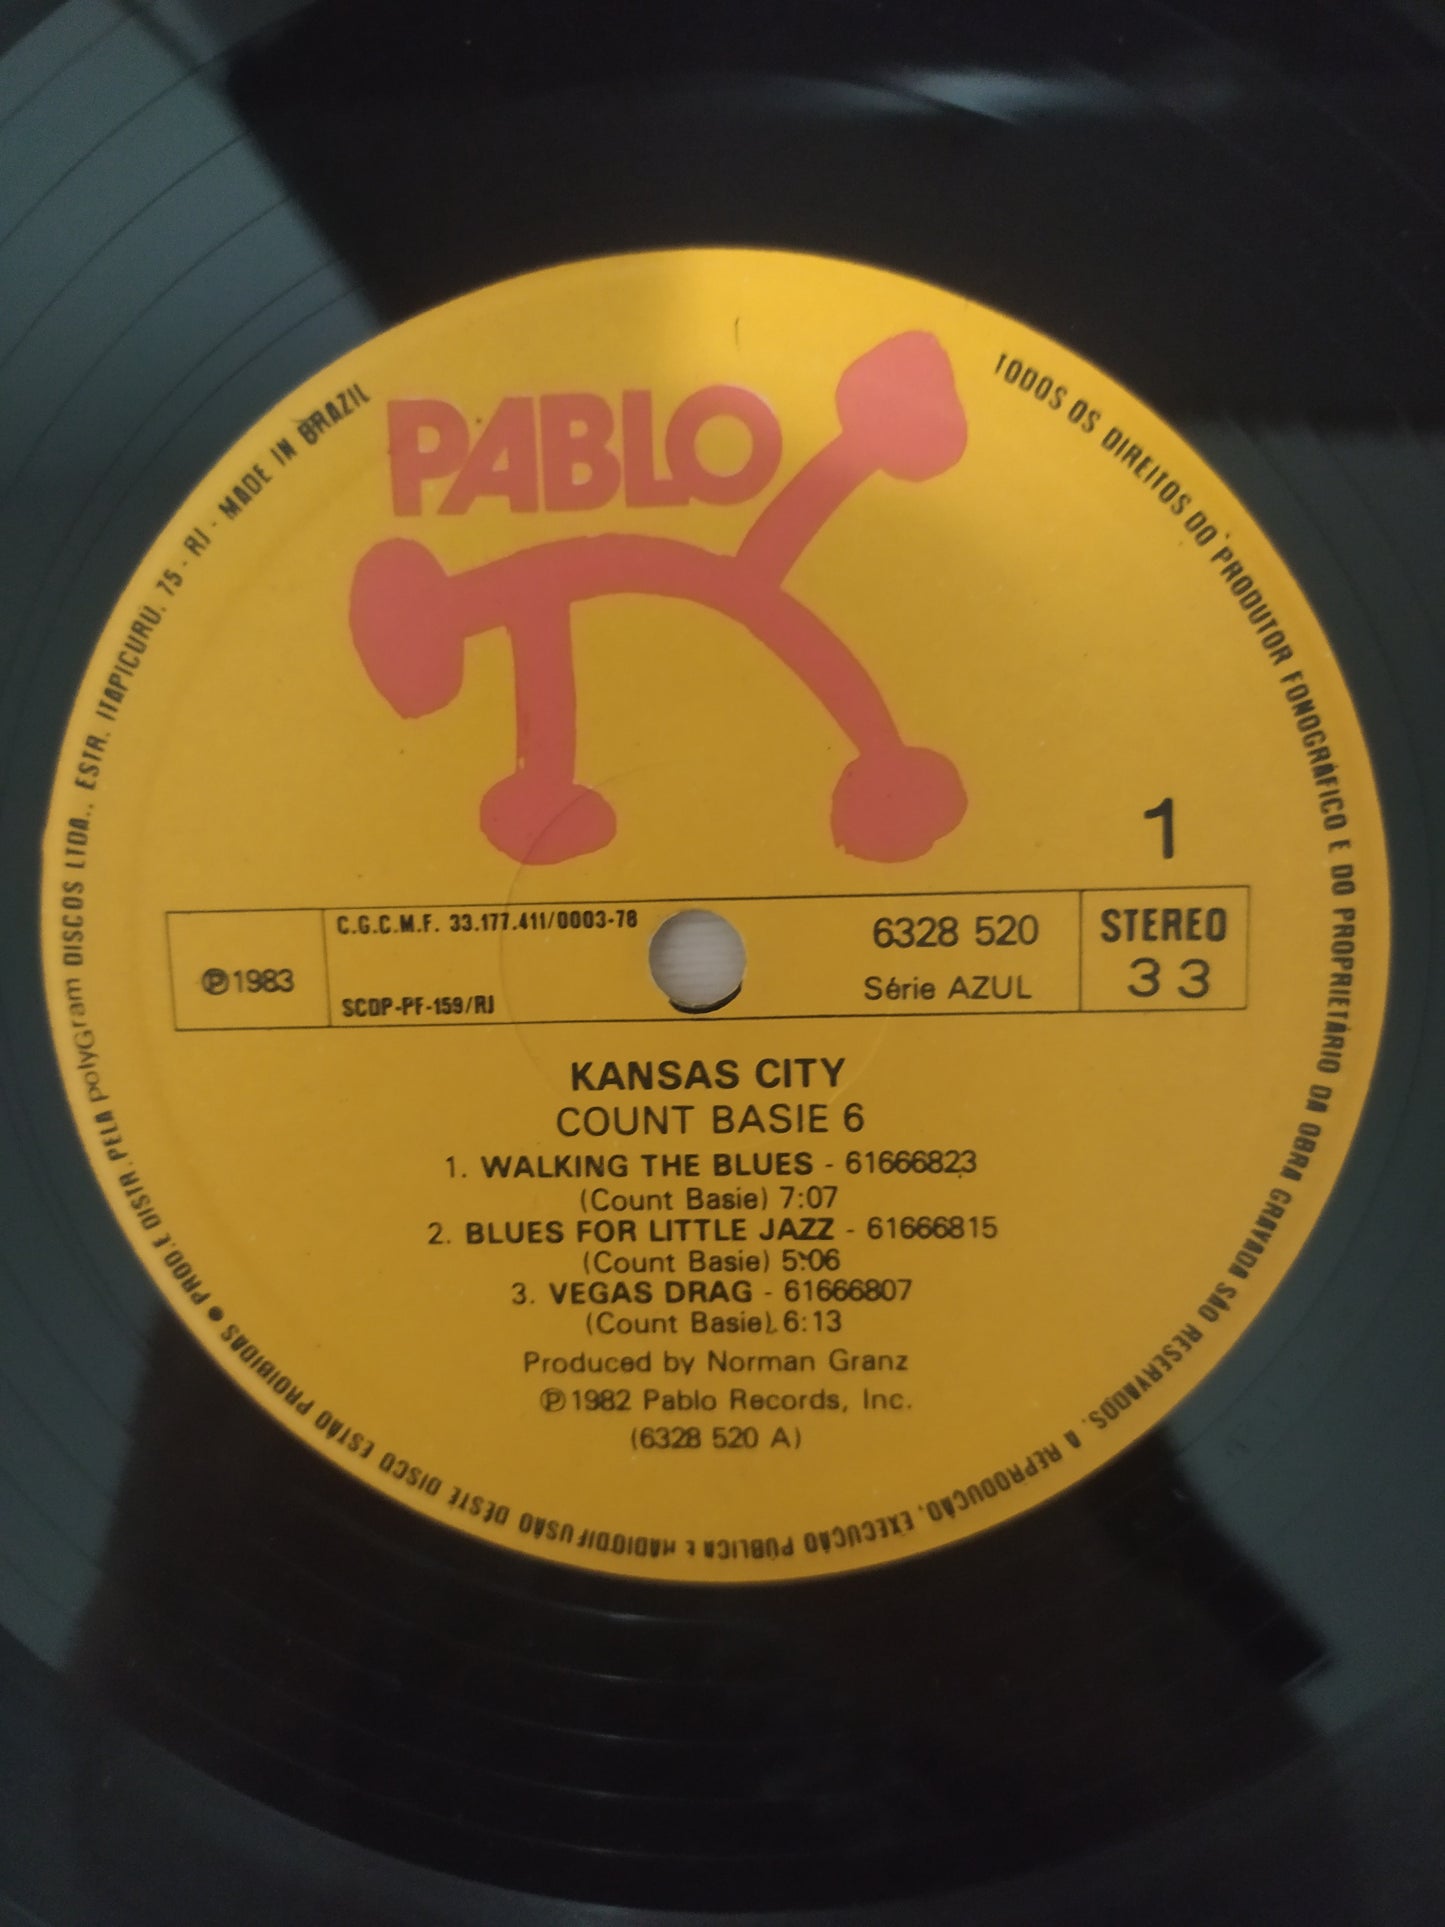 PABLO
1
C.G.C.M.F. 33.177.411/0003-78
6328 520
STEREO
℗1983
SCDP-PF-159/RJ
Série AZUL
33
KANSAS CITY
COUNT BASIE 6
1. WALKING THE BLUES - 61666823
(Count Basie) 7:07
2. BLUES FOR LITTLE JAZZ - 61666815
(Count Basie) 5:06
3. VEGAS DRAG - 61666807
(Count Basie) 6:13
Produced by Norman Granz
℗1982 Pablo Records, Inc.
(6328 520 A)
TODOS OS DIREITOS DO PRODUTOR FONOGRÁFICO E DO PROPRIETÁRIO DA OBRA GRAVADA SÃO RESERVADOS. A REPRODUÇÃO, EXECUÇÃO PÚBLICA E RADIODIFUSÃO DESTE DISCO ESTÃO PROIBIDAS ● PROD. E DISTR. PELA PolyGram DISCOS LTDA.. ESTR. ITAPICURU. 75 - RJ - MADE IN BRAZIL